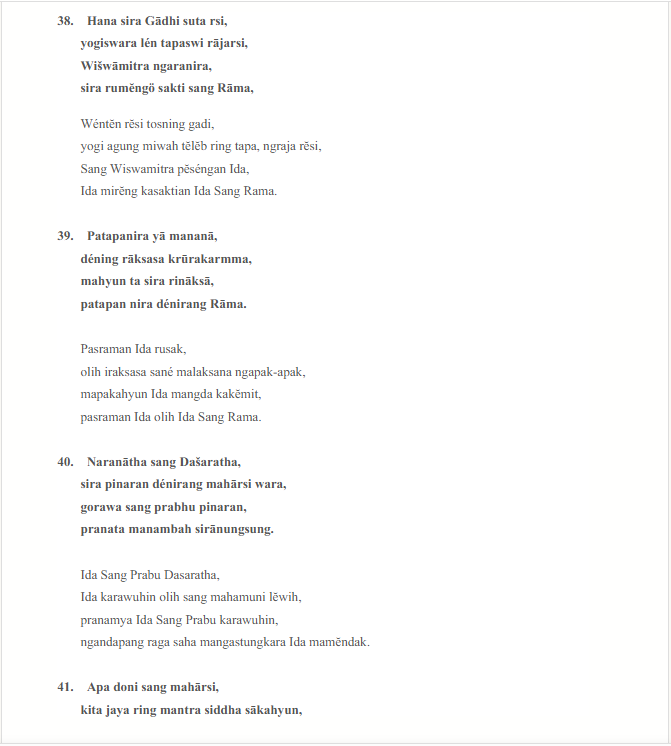 38. Hana sira Gādhi suta rsi,
yogiswara lén tapaswi rājarsi,
Wišwāmitra ngaranira,
sira rumĕngö sakti sang Rāma,
Wéntĕn rĕsi tosning gadi,
yogi agung miwah tĕlĕb ring tapa, ngraja rĕsi,
Sang Wiswamitra pĕséngan Ida,
Ida mirĕng kasaktian Ida Sang Rama.
39. Patapanira yā mananā,
déning rāksasa krūrakarmma,
mahyun ta sira rināksā,
patapan nira dénirang Rāma.
Pasraman Ida rusak,
olih iraksasa sané malaksana ngapak-apak,
mapakahyun Ida mangda kakĕmit,
pasraman Ida olih Ida Sang Rama.
40. Naranātha sang Dašaratha,
sira pinaran dénirang mahārsi wara,
gorawa sang prabhu pinaran,
pranata manambah sirānungsung.
Ida Sang Prabu Dasaratha,
Ida karawuhin olih sang mahamuni lĕwih,
pranamya Ida Sang Prabu karawuhin,
ngandapang raga saha mangastungkara Ida mamĕndak.
41. Apa doni sang mahārsi,
kita jaya ring mantra siddha sākahyun,